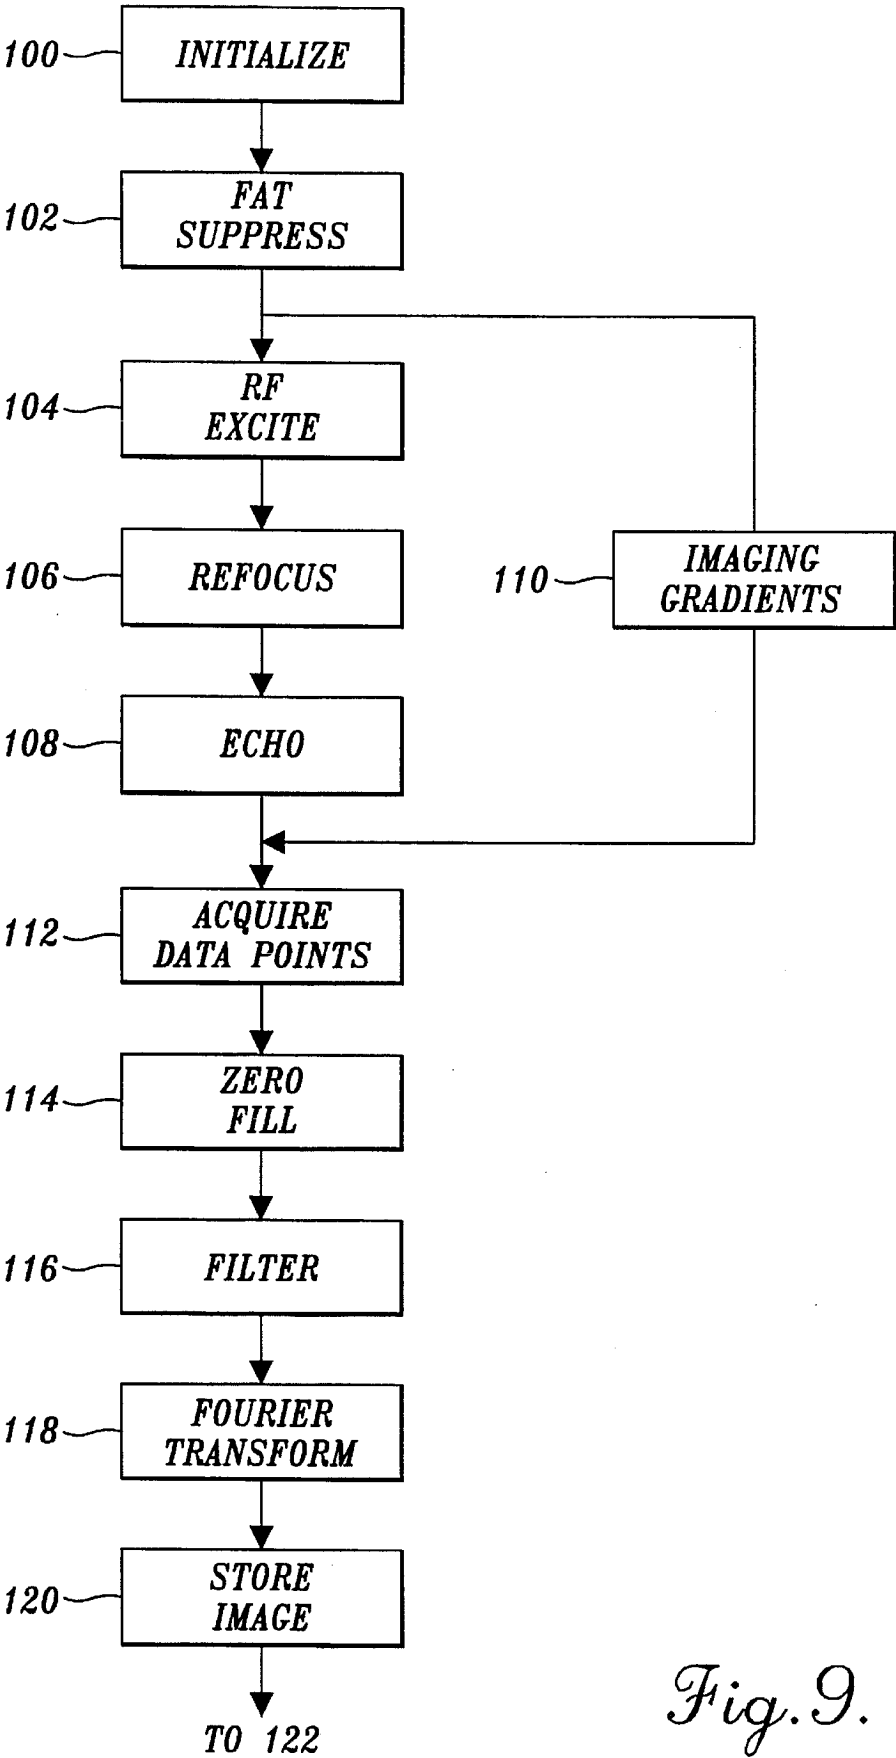 100
INITIALIZE
102
FAT
SUPPRESS
104
RF
EXCITE
106
REFOCUS
110
IMAGING
GRADIENTS
108
ECHO
112
ACQUIRE
DATA POINTS
114
ZERO
FILL
116
FILTER
118
FOURIER
TRANSFORM
120
STORE
IMAGE
TO 122
Fig. 9.